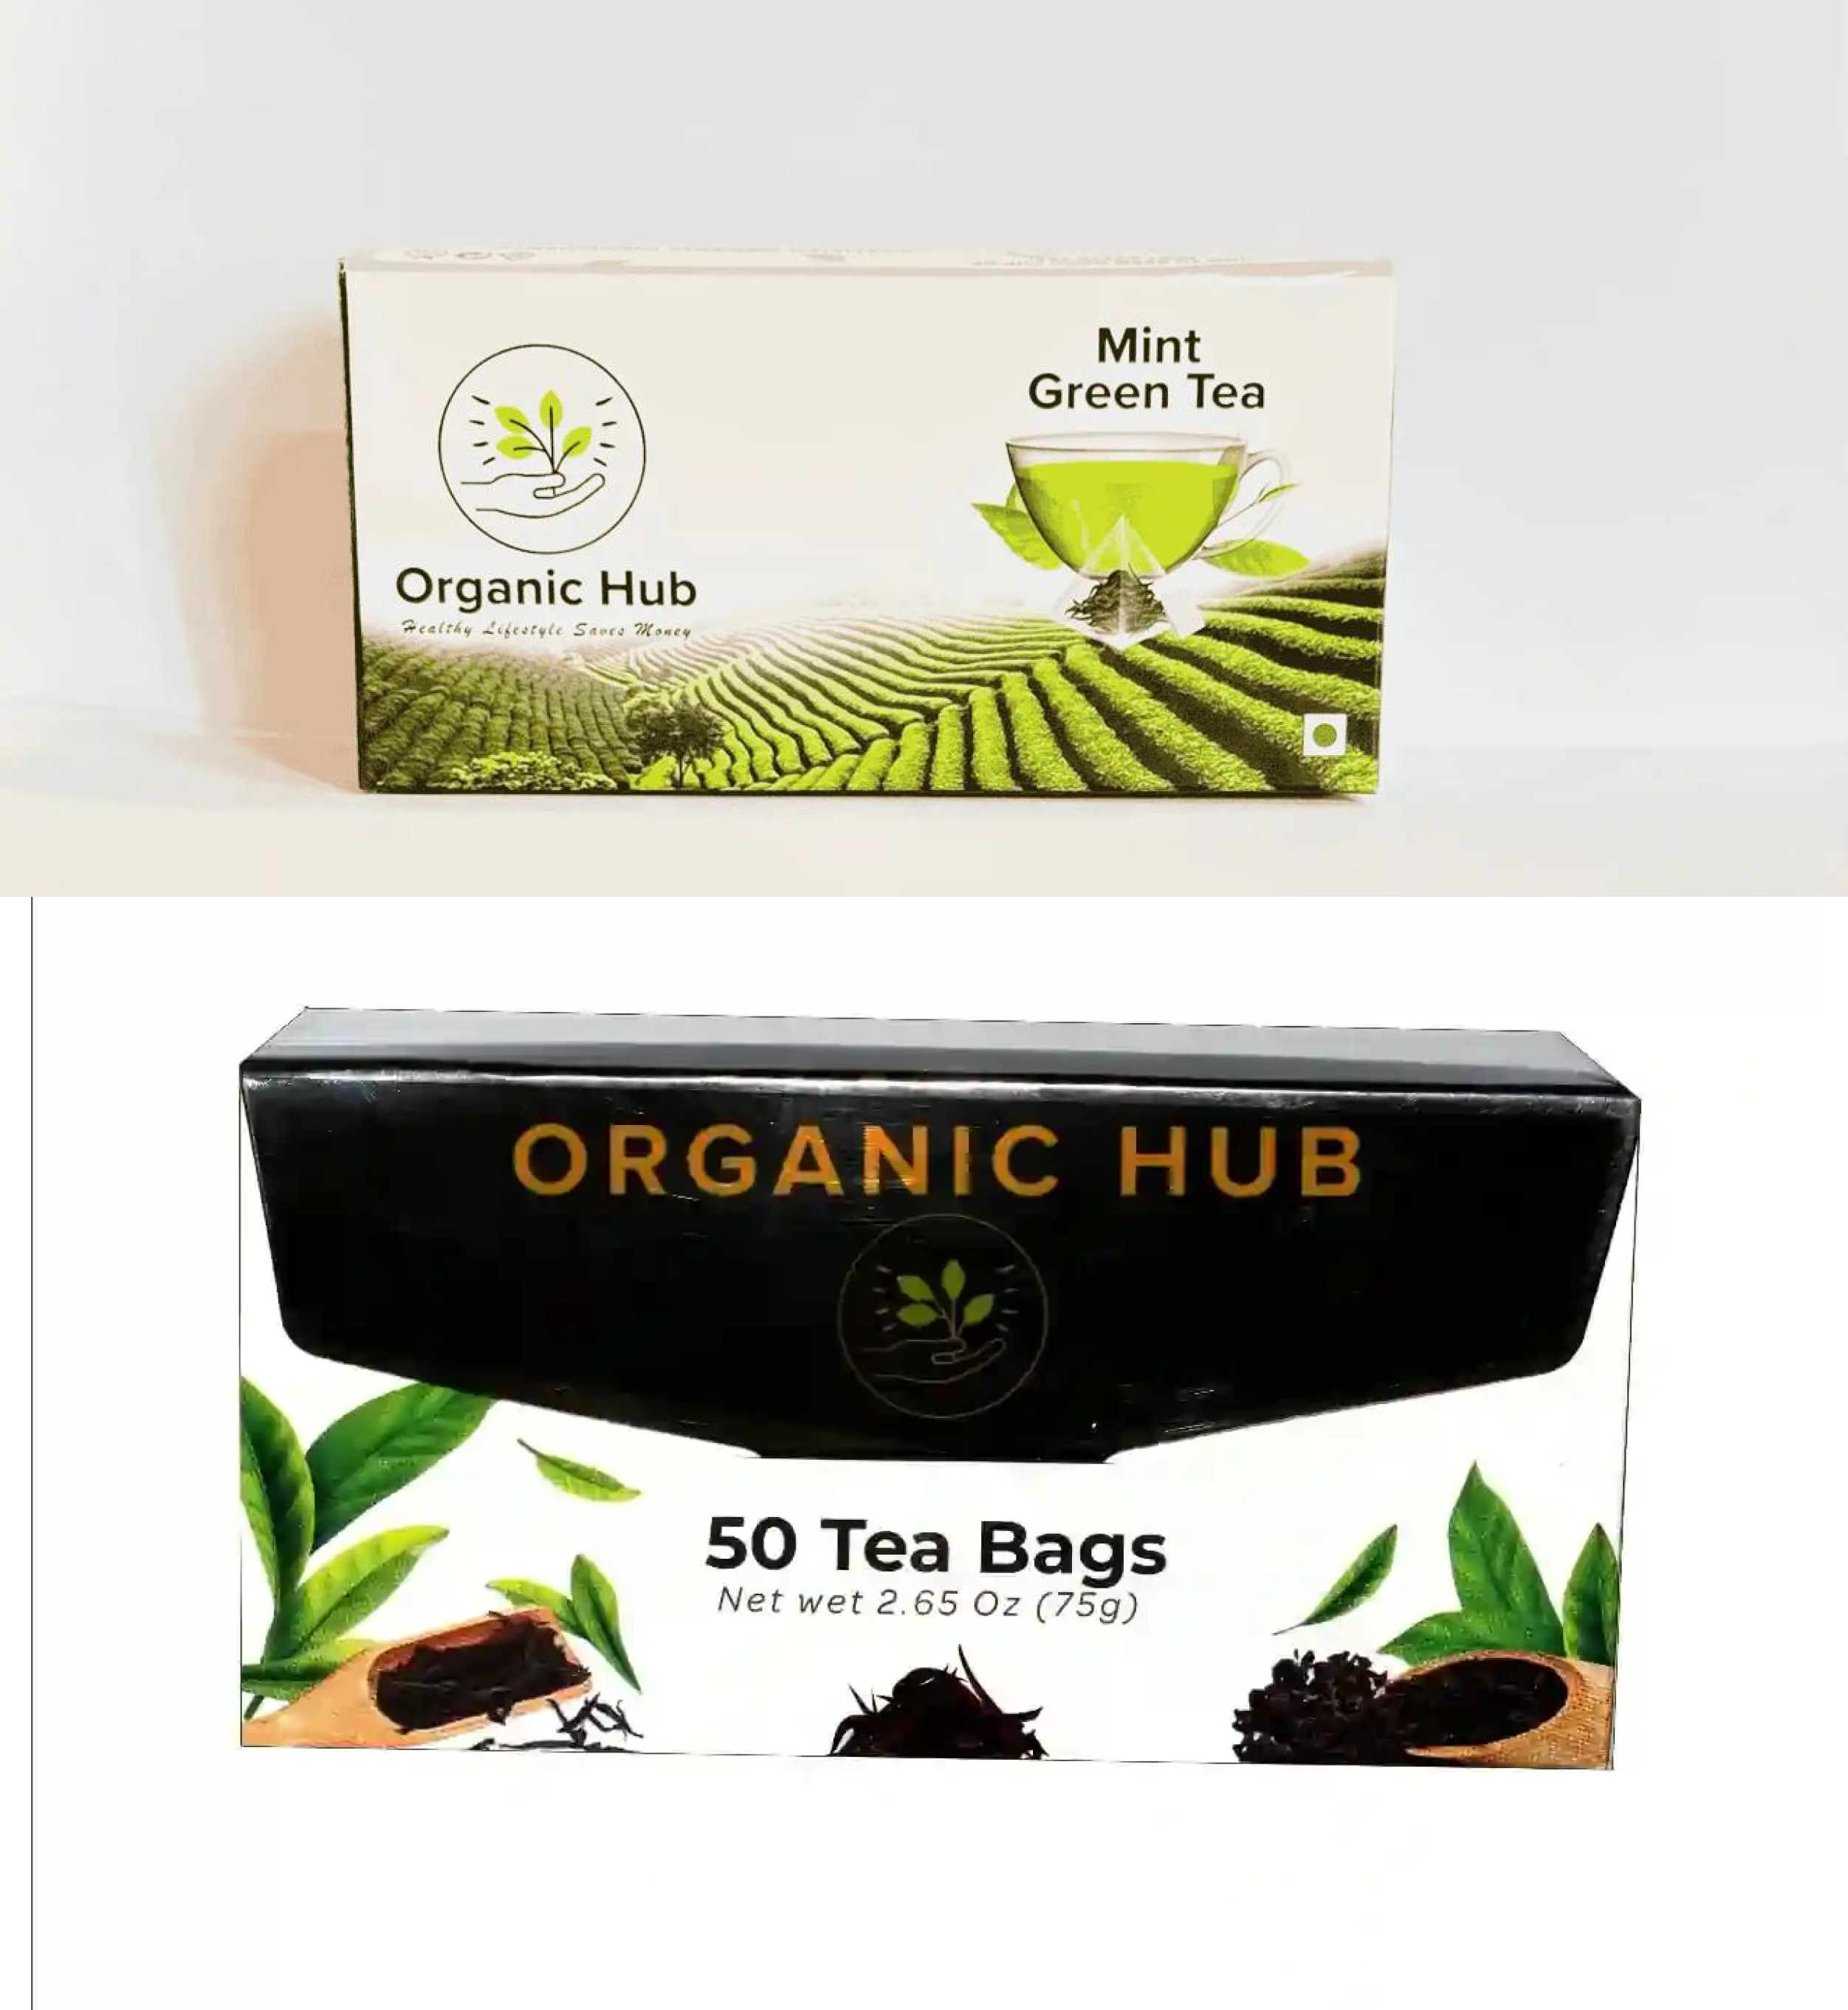 Mint
Green Tea
Organic Hub
Healthy Lifestyle Saves Money
ORGANIC HUB
50 Tea Bags
Net wet 2.65 Oz (75g)